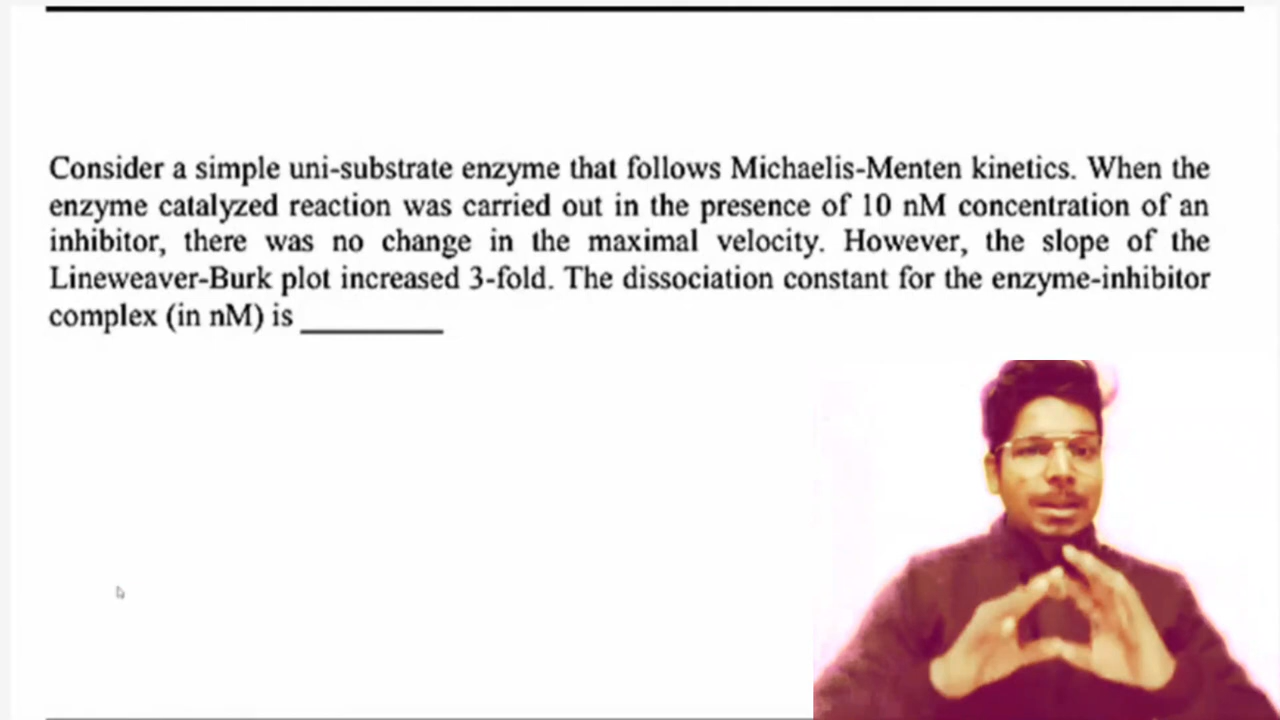 Consider a simple uni-substrate enzyme that follows Michaelis-Menten kinetics. When the
enzyme catalyzed reaction was carried out in the presence of 10 nM concentration of an
inhibitor, there was no change in the maximal velocity. However, the slope of the
Lineweaver-Burk plot increased 3-fold. The dissociation constant for the enzyme-inhibitor
complex (in nM) is __________